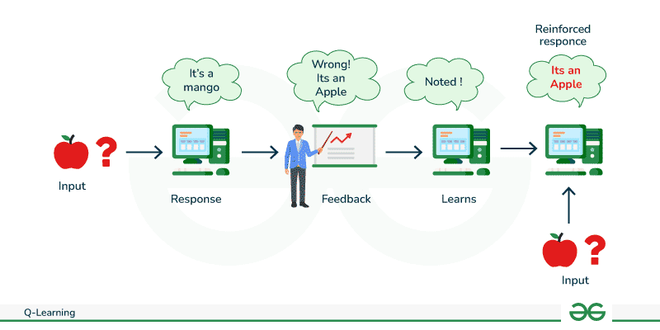 Reinforced
responce
It's a
mango
Wrong!
Its an
Apple
Noted !
Its an
Apple
?
Input
Response
Feedback
Learns
?
Input
Q-Learning